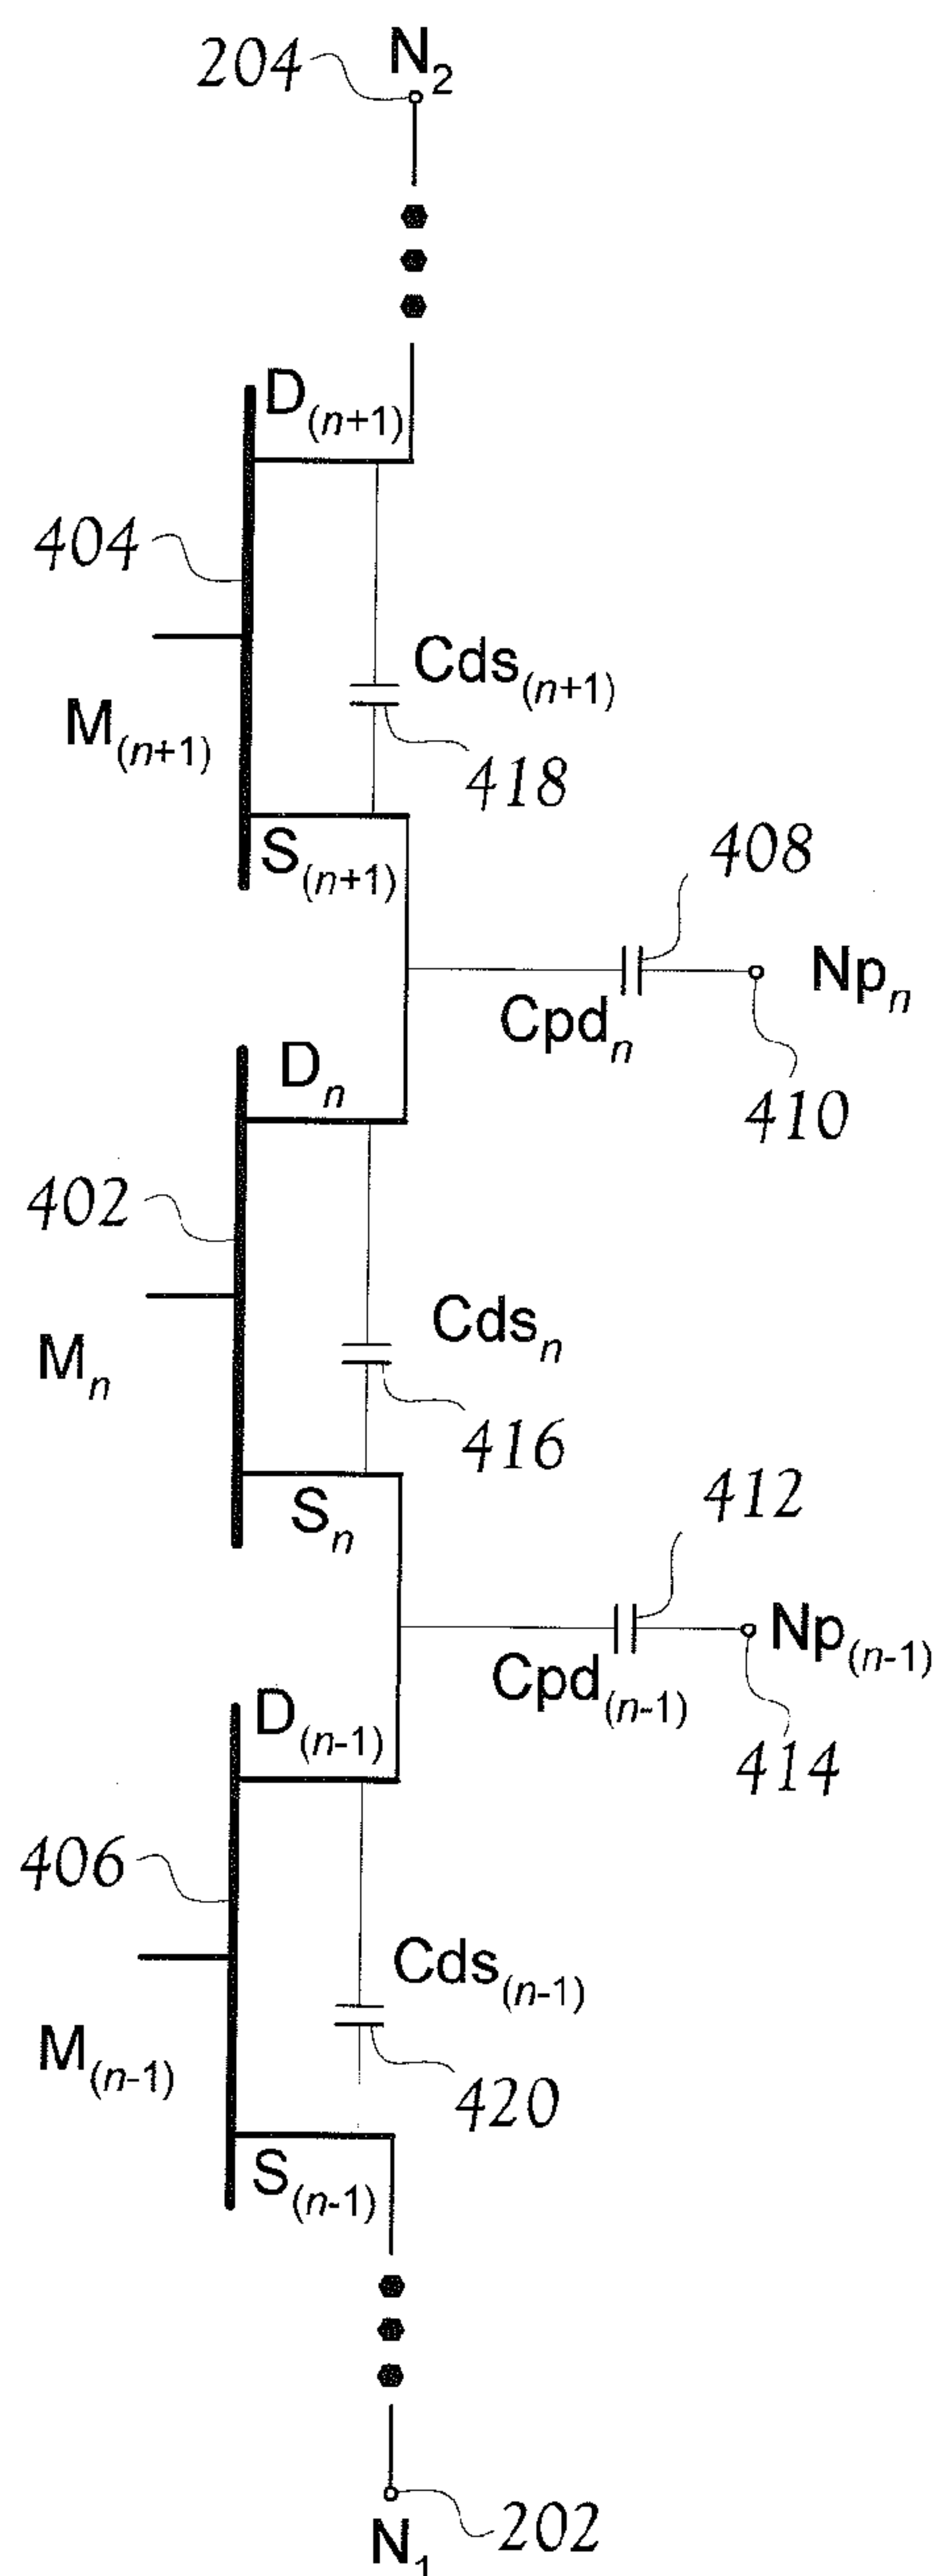 204 N₂
D₍ₙ₊₁₎
404
Cds₍ₙ₊₁₎
M₍ₙ₊₁₎
418
S₍ₙ₊₁₎
408
Npₙ
Cpdₙ
Dₙ
410
402
Cdsₙ
Mₙ
416
Sₙ
412
Np₍ₙ₋₁₎
Cpd₍ₙ₋₁₎
D₍ₙ₋₁₎
414
406
Cds₍ₙ₋₁₎
M₍ₙ₋₁₎
420
S₍ₙ₋₁₎
202
N₁